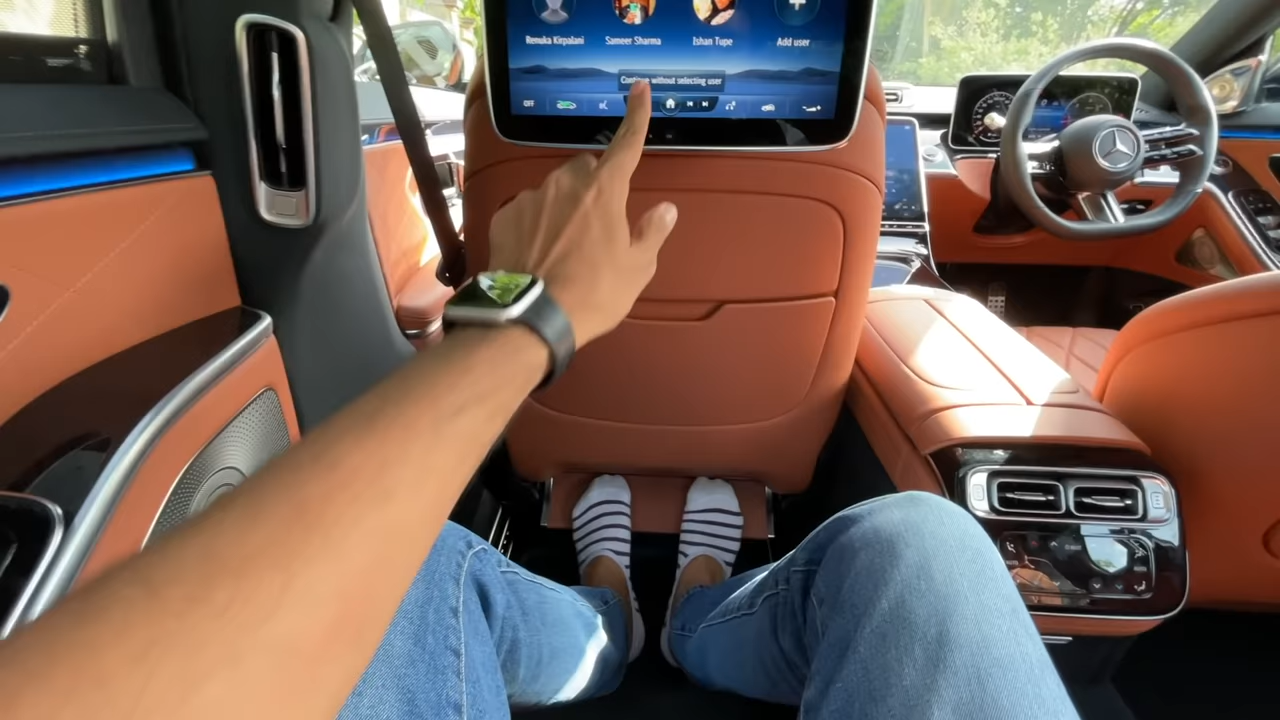 Renuka Kirpalani
Sameer Sharma
Ishan Tupe
Add user
Continue without selecting user
OFF